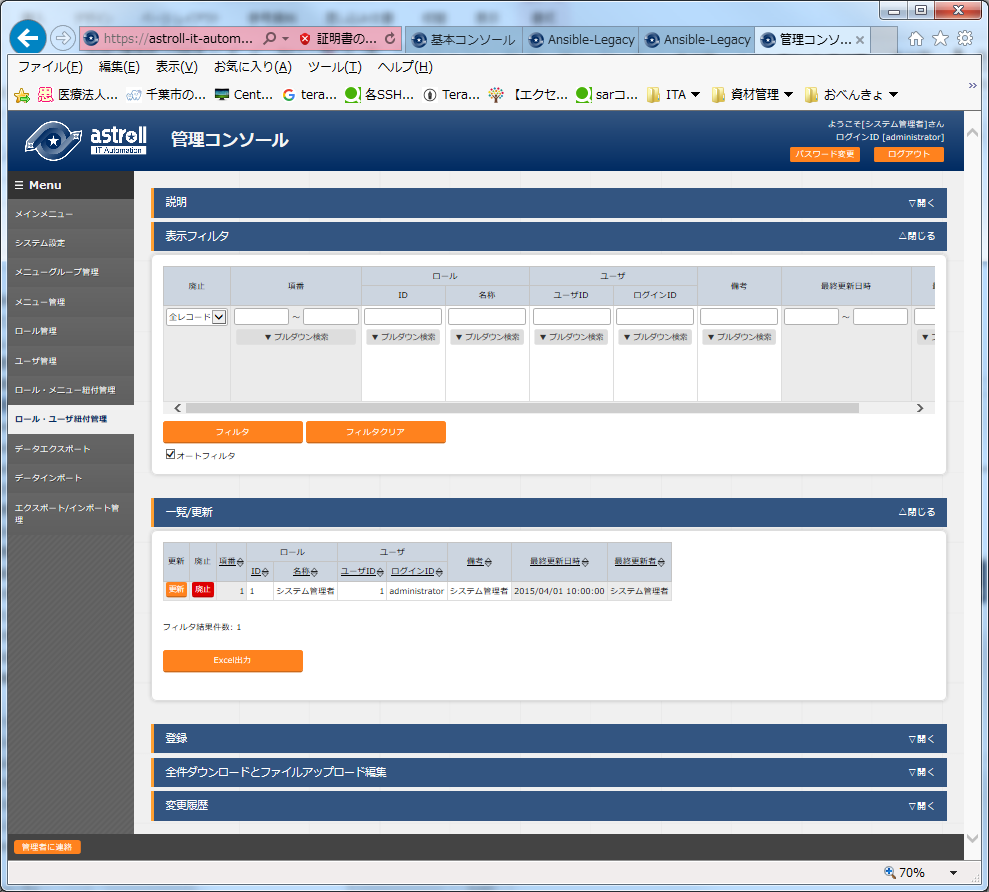 https://astroll-it-autom...
証明書の...
基本コンソール
Ansible-Legacy
Ansible-Legacy
管理コンソ...
ファイル(F) 編集(E) 表示(V) お気に入り(A) ツール(T) ヘルプ(H)
医療法人... 千葉市の... Cent... tera... 各SSH... Tera... 【エクセ... sarコ... ITA 資材管理 おべんきょ
astroll
IT Automation
管理コンソール
ようこそ[システム管理者]さん
ログインID [administrator]
パスワード変更 ログアウト
☰ Menu
メインメニュー
システム設定
メニューグループ管理
メニュー管理
ロール管理
ユーザ管理
ロール・メニュー紐付管理
ロール・ユーザ紐付管理
データエクスポート
データインポート
エクスポート/インポート管
理
説明 ▽開く
表示フィルタ △閉じる
廃止 項番 ロール ユーザ 備考 最終更新日時
ID 名称 ユーザID ログインID
全レコード ～ ～
▼プルダウン検索 ▼プルダウン検索 ▼プルダウン検索 ▼プルダウン検索 ▼プルダウン検索 ▼プルダウン検索
フィルタ フィルタクリア
オートフィルタ
一覧/更新 △閉じる
更新 廃止 項番 ロール ユーザ 備考 最終更新日時 最終更新者
ID 名称 ユーザID ログインID
更新 廃止 1 1 システム管理者 1 administrator システム管理者 2015/04/01 10:00:00 システム管理者
フィルタ結果件数: 1
Excel出力
登録 ▽開く
全件ダウンロードとファイルアップロード編集 ▽開く
変更履歴 ▽開く
管理者に連絡
70%